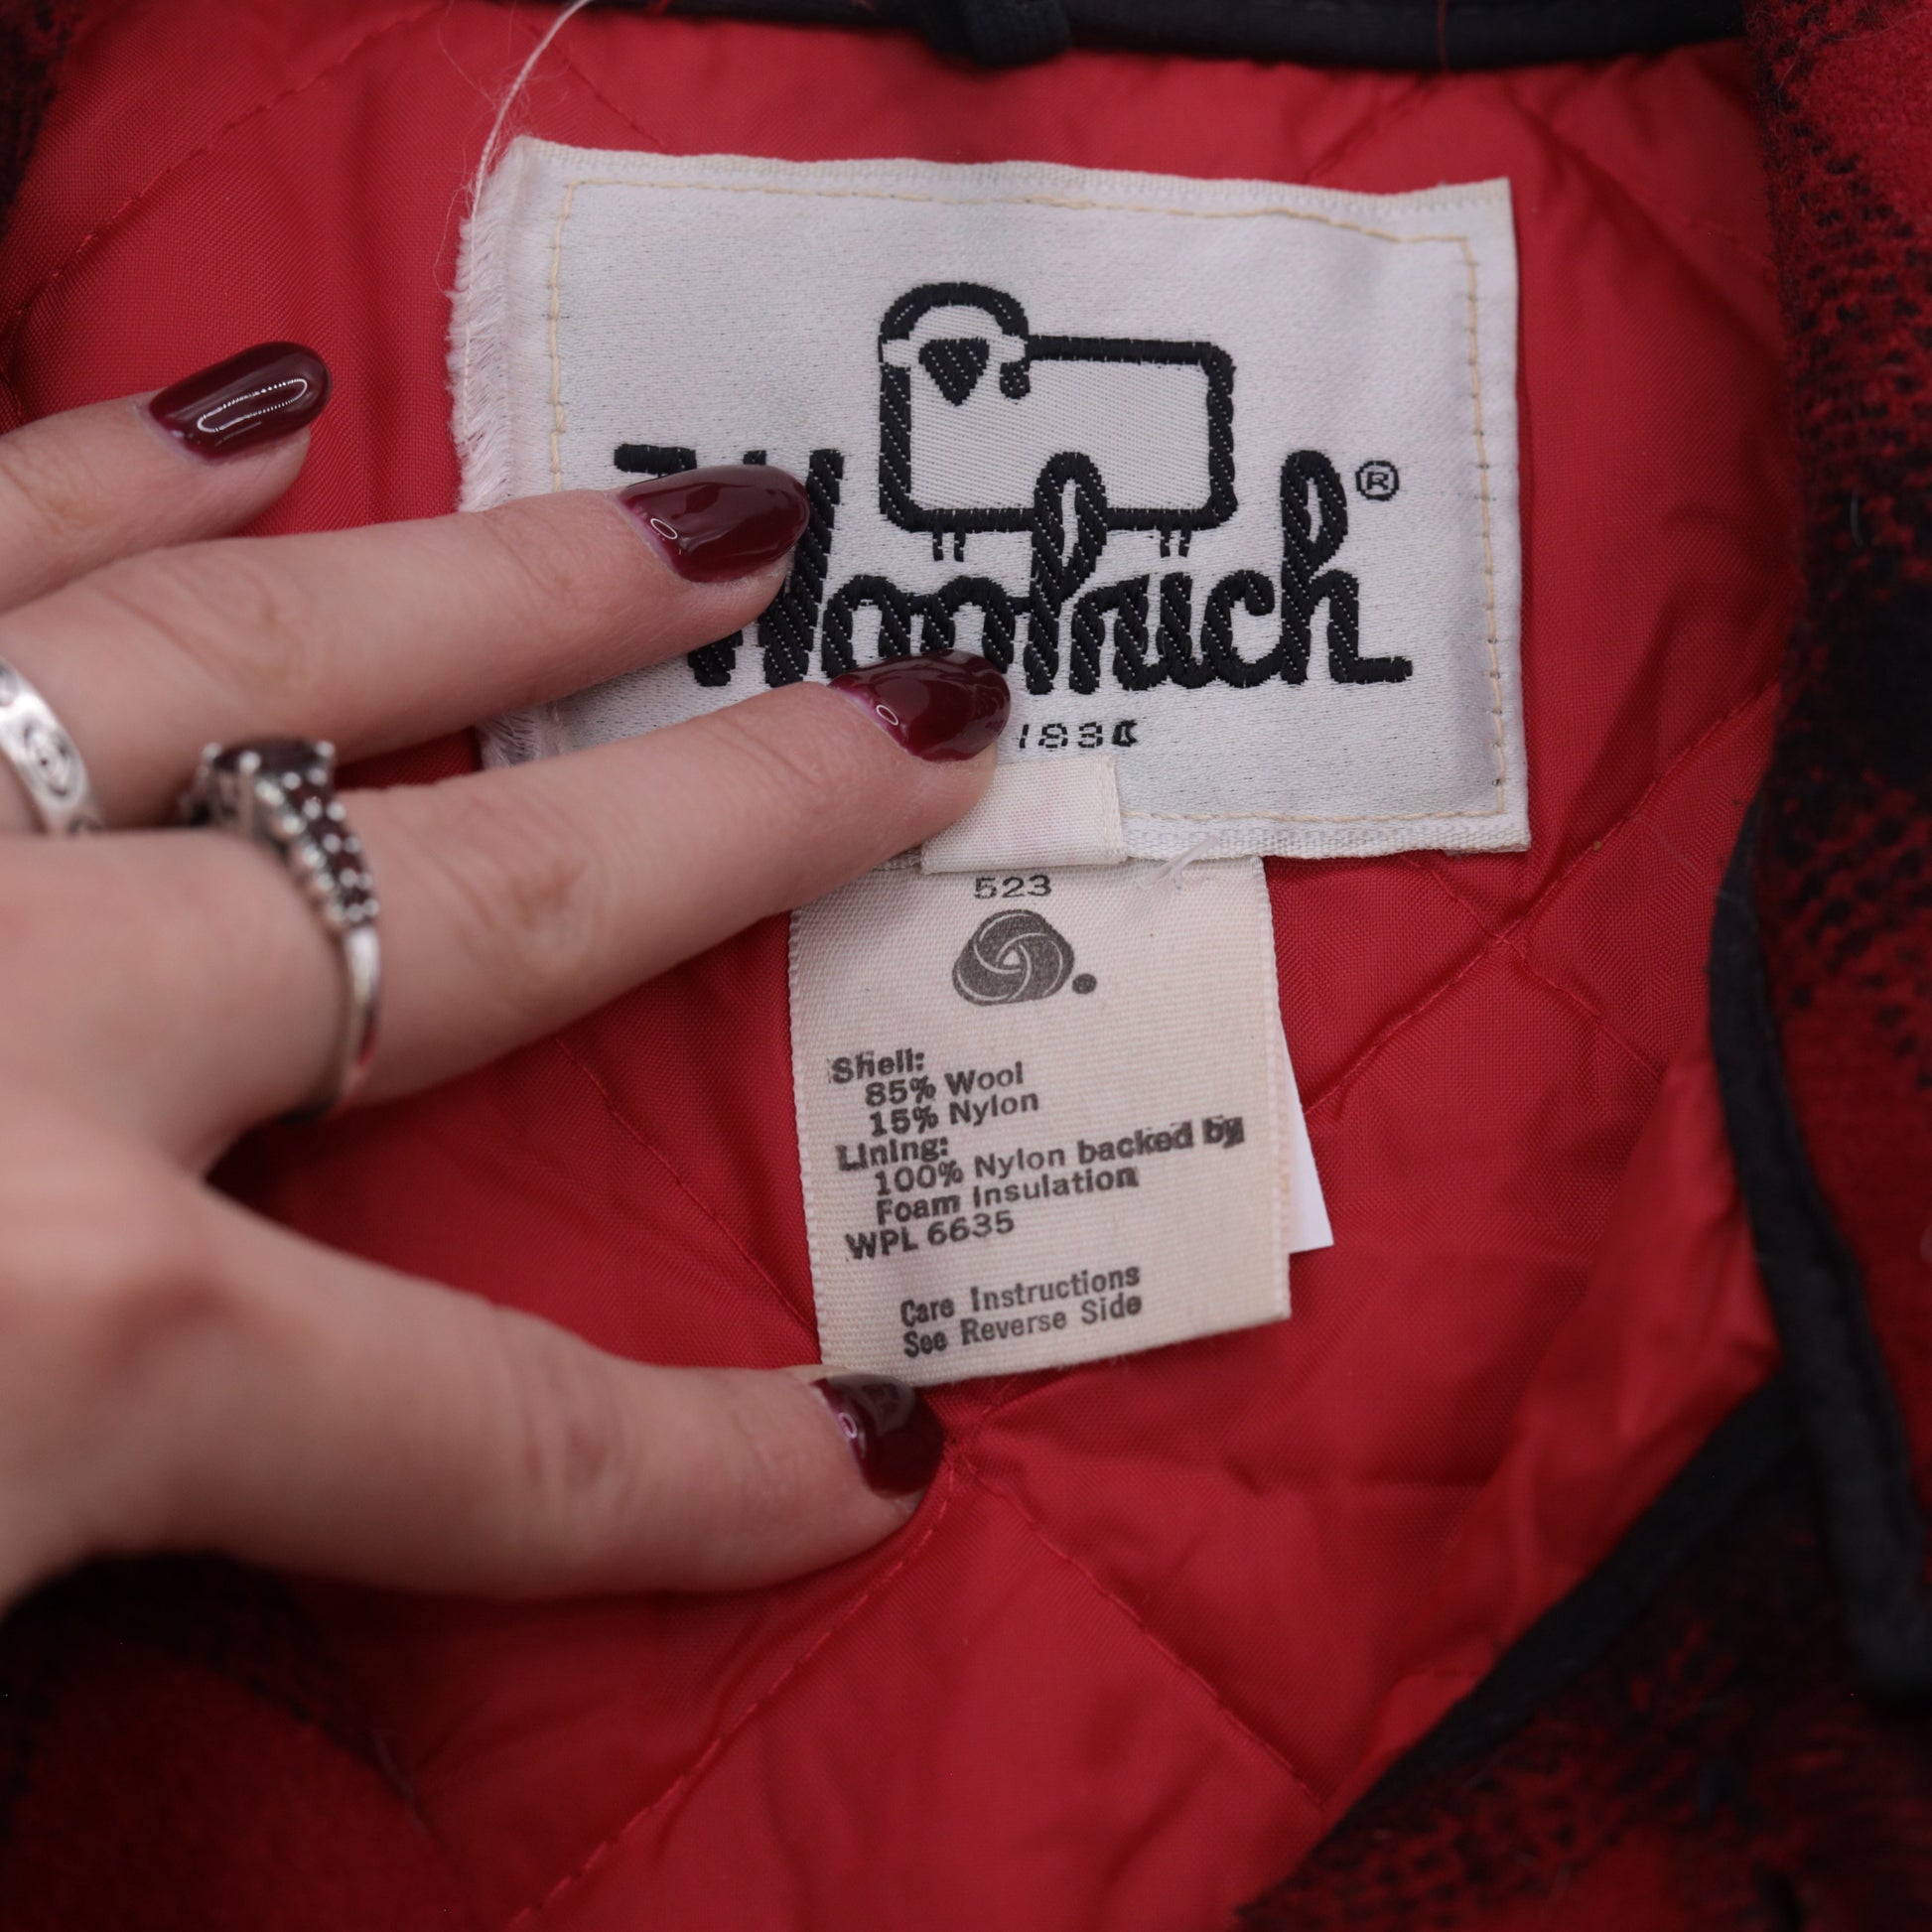 Woolrich®
523
Shell:
85% Wool
15% Nylon
Lining:
100% Nylon backed by
Foam Insulation
WPL 6635
Care Instructions
See Reverse Side